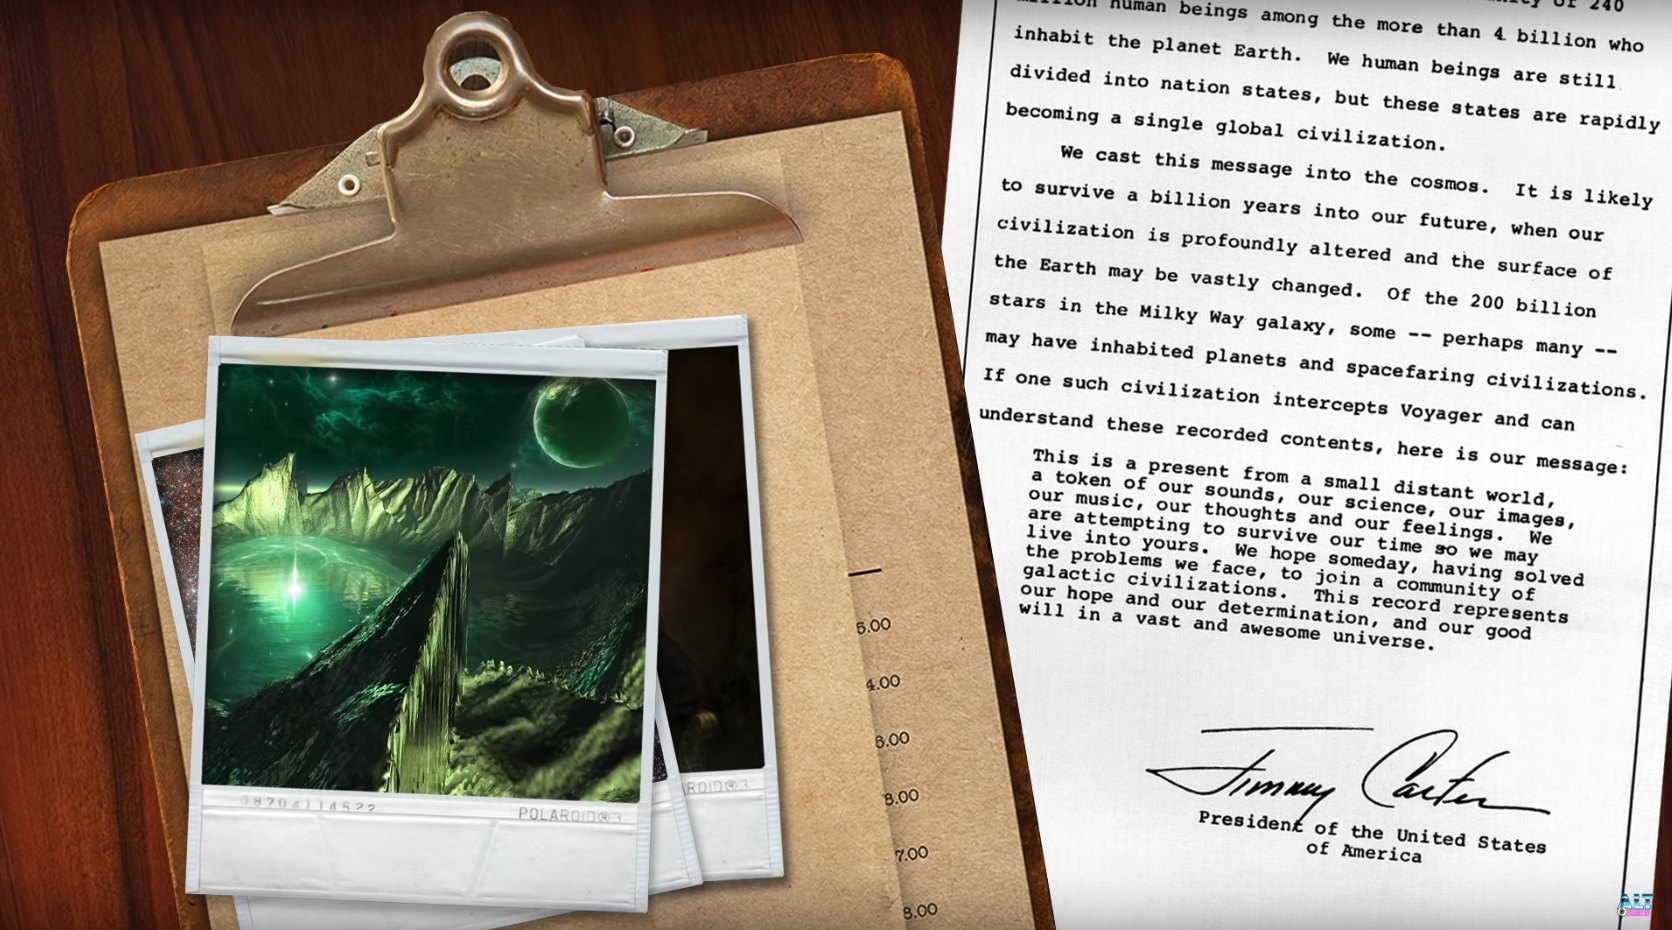 of 240
million human beings among the more than 4 billion who
inhabit the planet Earth.  We human beings are still
divided into nation states, but these states are rapidly
becoming a single global civilization.
We cast this message into the cosmos.  It is likely
to survive a billion years into our future, when our
civilization is profoundly altered and the surface of
the Earth may be vastly changed.  Of the 200 billion
stars in the Milky Way galaxy, some -- perhaps many --
may have inhabited planets and spacefaring civilizations.
If one such civilization intercepts Voyager and can
understand these recorded contents, here is our message:
This is a present from a small distant world,
a token of our sounds, our science, our images,
our music, our thoughts and our feelings.  We
are attempting to survive our time so we may
live into yours.  We hope someday, having solved
the problems we face, to join a community of
galactic civilizations.  This record represents
our hope and our determination, and our good
will in a vast and awesome universe.
Jimmy Carter
President of the United States
of America
5.00
4.00
6.00
8.00
7.00
8.00
08704114522
POLAROID®3
ROID®3
ALT